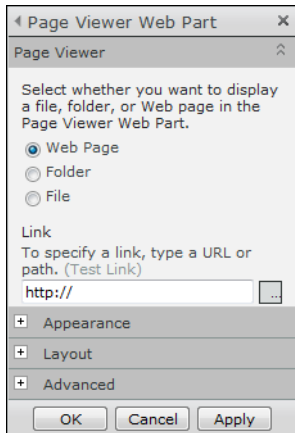 Page Viewer Web Part
Page Viewer
Select whether you want to display
a file, folder, or Web page in the
Page Viewer Web Part.
Web Page
Folder
File
Link
To specify a link, type a URL or
path. (Test Link)
http://
...
Appearance
Layout
Advanced
OK Cancel Apply